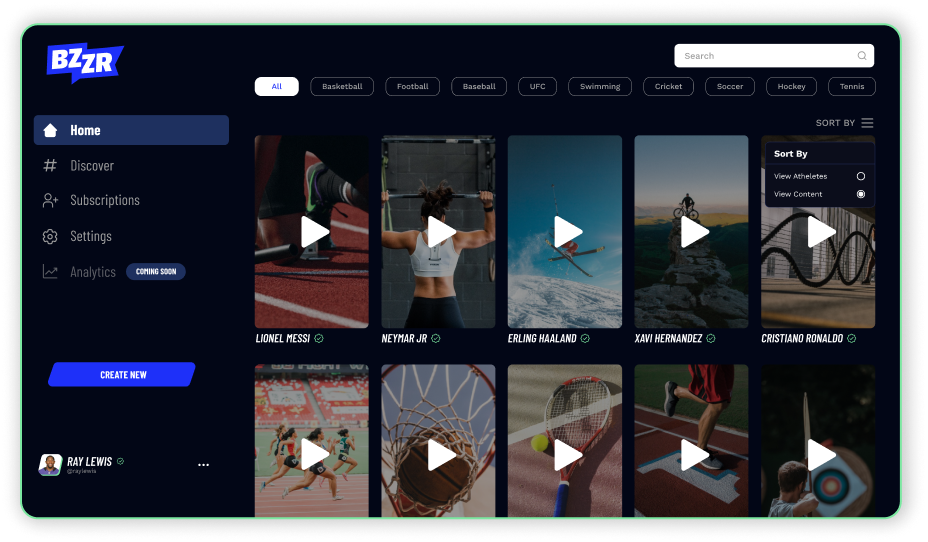 BZZR
Search
All
Basketball
Football
Baseball
UFC
Swimming
Cricket
Soccer
Hockey
Tennis
Home
Discover
Subscriptions
Settings
Analytics COMING SOON
SORT BY
Sort By
View Atheletes
View Content
LIONEL MESSI
NEYMAR JR
ERLING HAALAND
XAVI HERNANDEZ
CRISTIANO RONALDO
CREATE NEW
RAY LEWIS
@raylewis